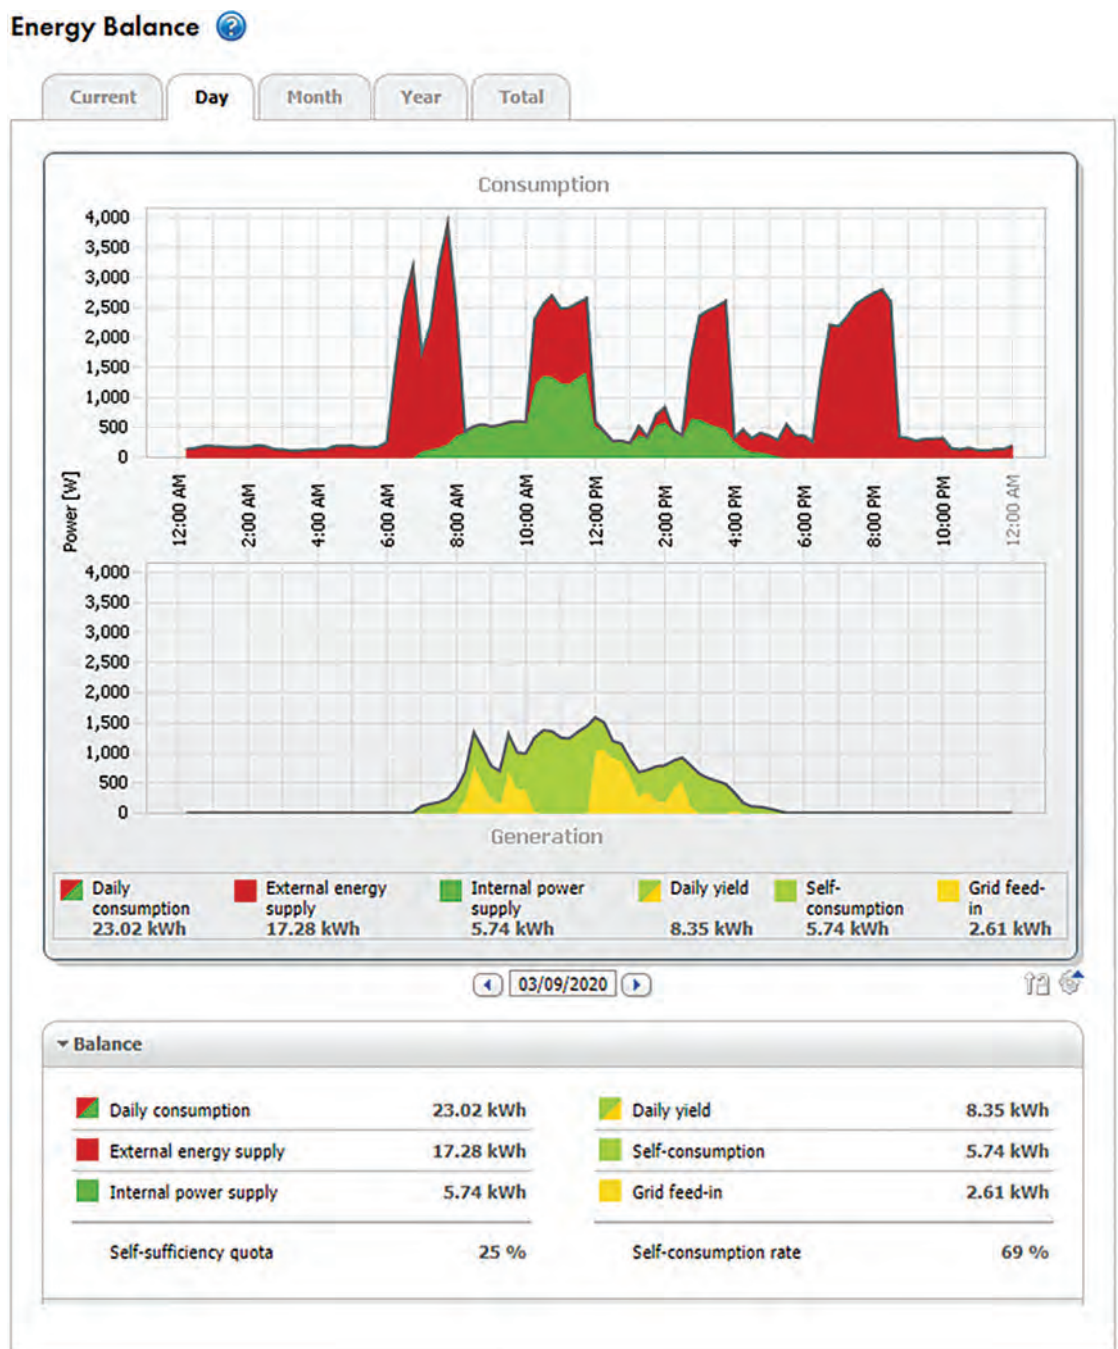 Energy Balance ?
Current Day Month Year Total
Consumption
4,000
3,500
3,000
2,500
2,000
1,500
1,000
500
0
Power [W]
12:00 AM 2:00 AM 4:00 AM 6:00 AM 8:00 AM 10:00 AM 12:00 PM 2:00 PM 4:00 PM 6:00 PM 8:00 PM 10:00 PM 12:00 AM
4,000
3,500
3,000
2,500
2,000
1,500
1,000
500
0
Generation
Daily consumption 23.02 kWh
External energy supply 17.28 kWh
Internal power supply 5.74 kWh
Daily yield 8.35 kWh
Self-consumption 5.74 kWh
Grid feed-in 2.61 kWh
03/09/2020
Balance
Daily consumption 23.02 kWh Daily yield 8.35 kWh
External energy supply 17.28 kWh Self-consumption 5.74 kWh
Internal power supply 5.74 kWh Grid feed-in 2.61 kWh
Self-sufficiency quota 25 % Self-consumption rate 69 %